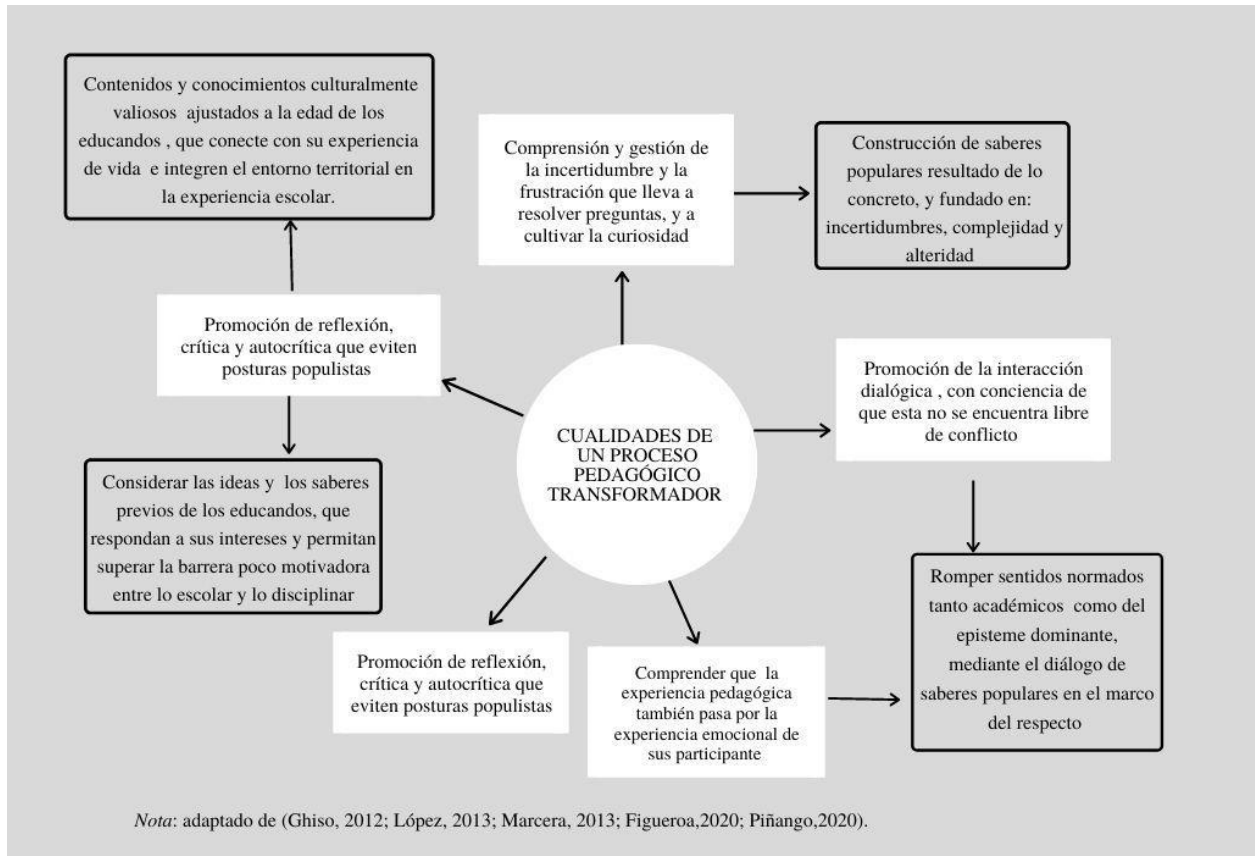 Contenidos y conocimientos culturalmente
valiosos ajustados a la edad de los
educandos , que conecte con su experiencia
de vida e integren el entorno territorial en
la experiencia escolar.
Comprensión y gestión de
la incertidumbre y la
frustración que lleva a
resolver preguntas, y a
cultivar la curiosidad
Construcción de saberes
populares resultado de lo
concreto, y fundado en:
incertidumbres, complejidad y
alteridad
Promoción de reflexión,
crítica y autocrítica que eviten
posturas populistas
Promoción de la interacción
dialógica , con conciencia de
que esta no se encuentra libre
de conflicto
CUALIDADES DE
UN PROCESO
PEDAGÓGICO
TRANSFORMADOR
Considerar las ideas y los saberes
previos de los educandos, que
respondan a sus intereses y permitan
superar la barrera poco motivadora
entre lo escolar y lo disciplinar
Romper sentidos normados
tanto académicos como del
episteme dominante,
mediante el diálogo de
saberes populares en el marco
del respecto
Promoción de reflexión,
crítica y autocrítica que
eviten posturas populistas
Comprender que la
experiencia pedagógica
también pasa por la
experiencia emocional de
sus participante
Nota: adaptado de (Ghiso, 2012; López, 2013; Marcera, 2013; Figueroa,2020; Piñango,2020).